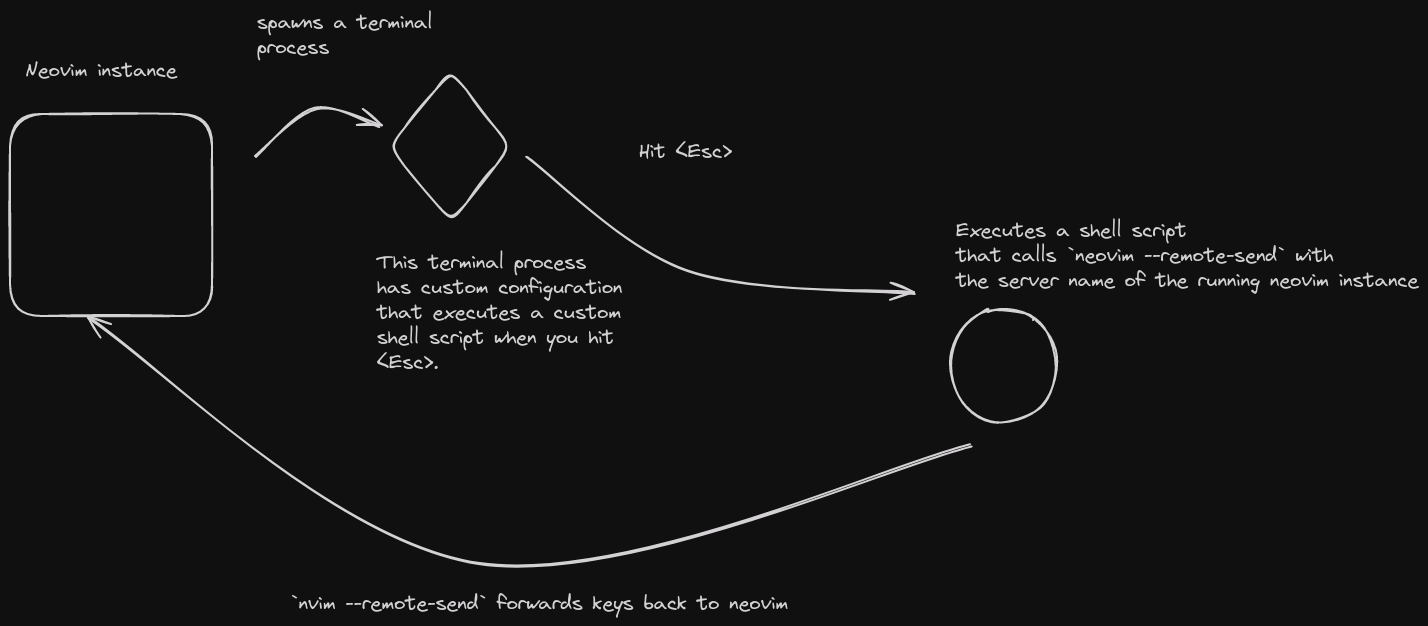 spawns a terminal
process
Neovim instance
Hit <Esc>
Executes a shell script
that calls `neovim --remote-send` with
the server name of the running neovim instance
This terminal process
has custom configuration
that executes a custom
shell script when you hit
<Esc>.
`nvim --remote-send` forwards keys back to neovim